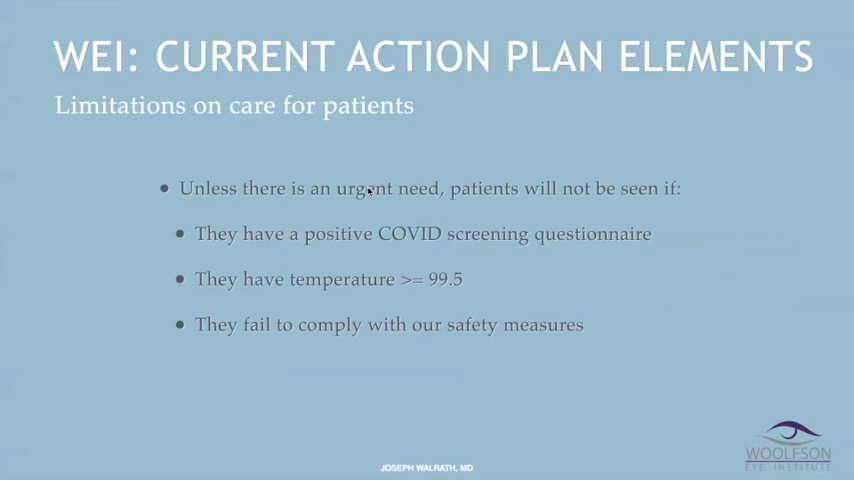 WEI: CURRENT ACTION PLAN ELEMENTS
Limitations on care for patients
• Unless there is an urgent need, patients will not be seen if:
• They have a positive COVID screening questionnaire
• They have temperature >= 99.5
• They fail to comply with our safety measures
WOOLFSON
EYE INSTITUTE
JOSEPH WALRATH, MD